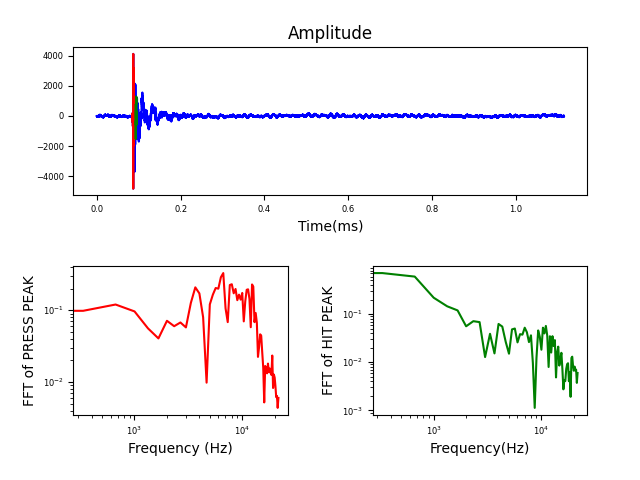 Amplitude
4000
2000
0
−2000
−4000
0.0 0.2 0.4 0.6 0.8 1.0
Time(ms)
FFT of PRESS PEAK
10⁻¹
10⁻²
10³ 10⁴
Frequency (Hz)
FFT of HIT PEAK
10⁻¹
10⁻²
10⁻³
10³ 10⁴
Frequency(Hz)